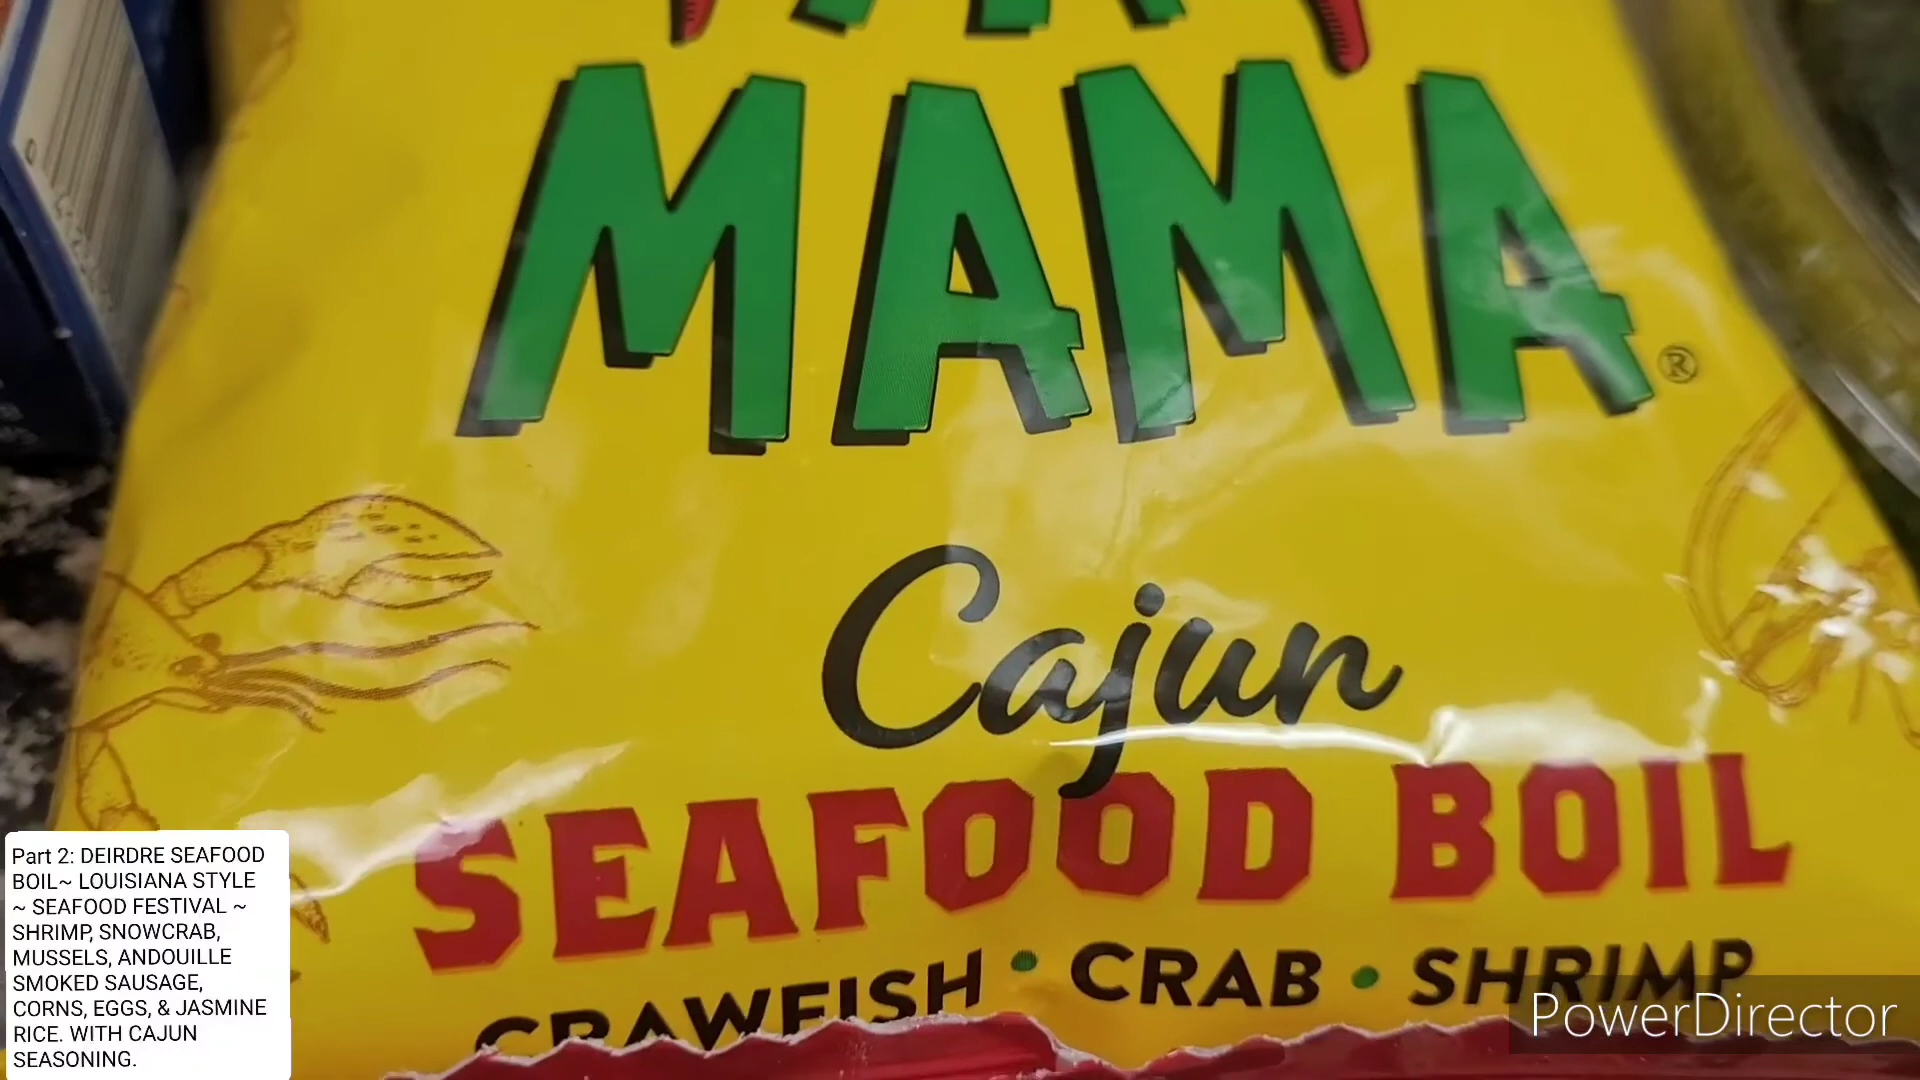 MAMA®
Cajun
SEAFOOD BOIL
CRAWFISH • CRAB • SHRIMP
Part 2: DEIRDRE SEAFOOD
BOIL~ LOUISIANA STYLE
~ SEAFOOD FESTIVAL ~
SHRIMP, SNOWCRAB,
MUSSELS, ANDOUILLE
SMOKED SAUSAGE,
CORNS, EGGS, & JASMINE
RICE. WITH CAJUN
SEASONING.
PowerDirector